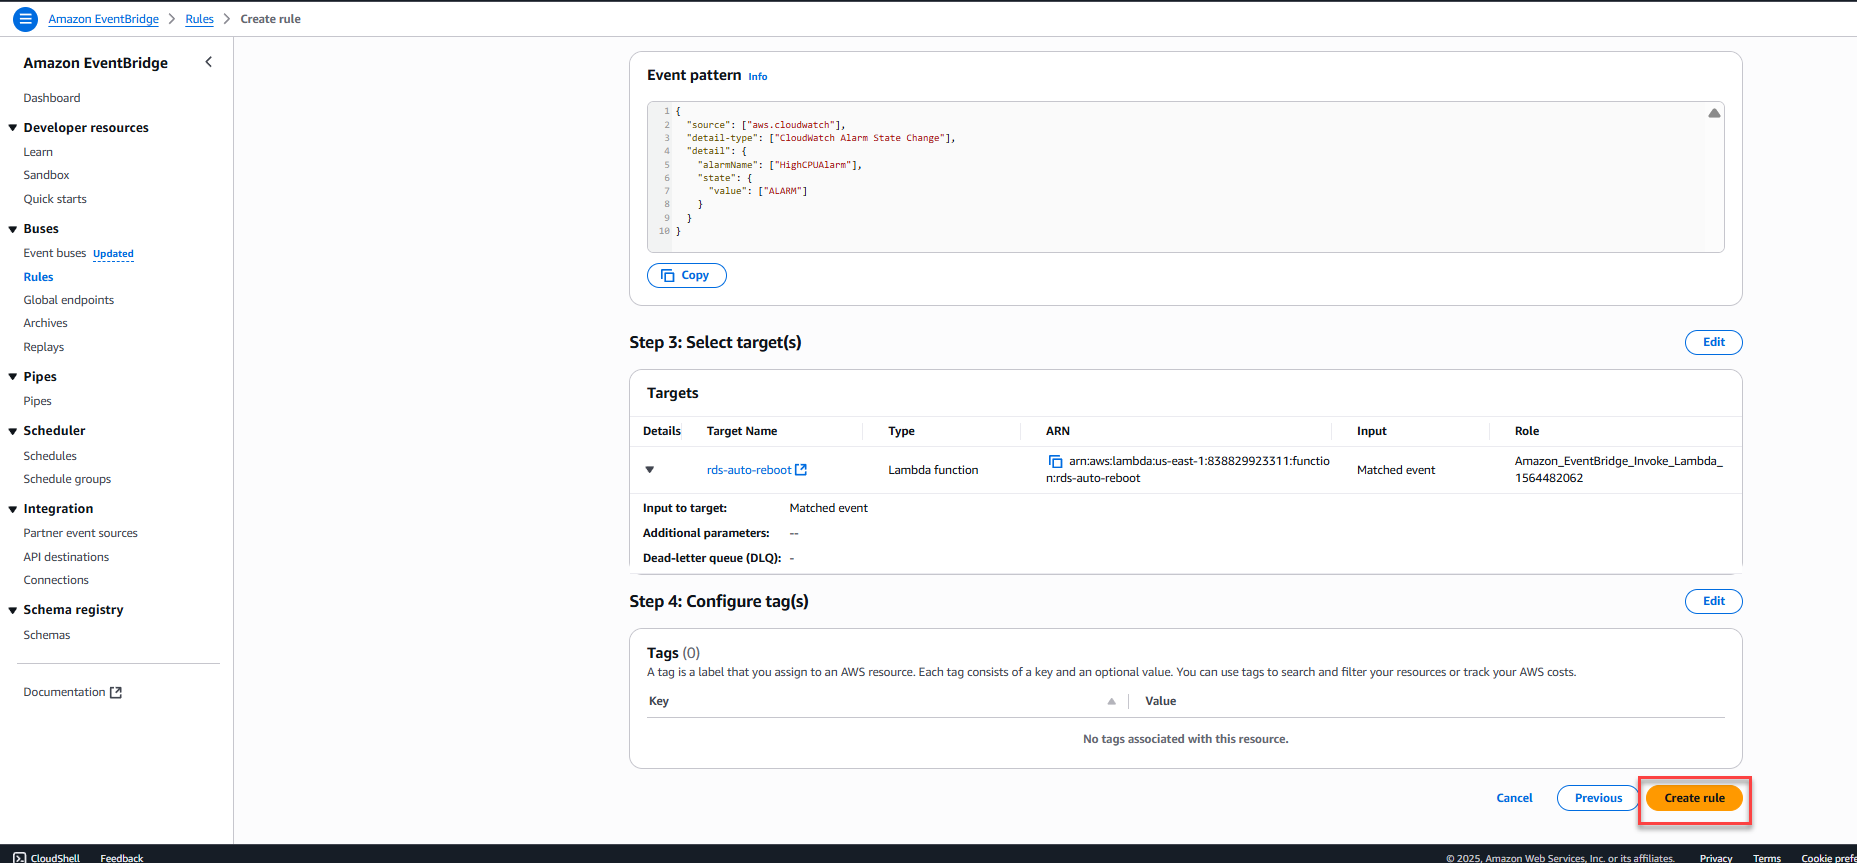 Amazon EventBridge > Rules > Create rule
Amazon EventBridge
Dashboard
Developer resources
Learn
Sandbox
Quick starts
Buses
Event buses Updated
Rules
Global endpoints
Archives
Replays
Pipes
Pipes
Scheduler
Schedules
Schedule groups
Integration
Partner event sources
API destinations
Connections
Schema registry
Schemas
Documentation
Event pattern Info
1 {
2 "source": ["aws.cloudwatch"],
3 "detail-type": ["CloudWatch Alarm State Change"],
4 "detail": {
5 "alarmName": ["HighCPUAlarm"],
6 "state": {
7 "value": ["ALARM"]
8 }
9 }
10 }
Copy
Step 3: Select target(s) Edit
Targets
Details Target Name Type ARN Input Role
rds-auto-reboot Lambda function arn:aws:lambda:us-east-1:838829923311:functio Matched event Amazon_EventBridge_Invoke_Lambda_
n:rds-auto-reboot 1564482062
Input to target: Matched event
Additional parameters: --
Dead-letter queue (DLQ): -
Step 4: Configure tag(s) Edit
Tags (0)
A tag is a label that you assign to an AWS resource. Each tag consists of a key and an optional value. You can use tags to search and filter your resources or track your AWS costs.
Key Value
No tags associated with this resource.
Cancel Previous Create rule
CloudShell Feedback © 2025, Amazon Web Services, Inc. or its affiliates. Privacy Terms Cookie prefe